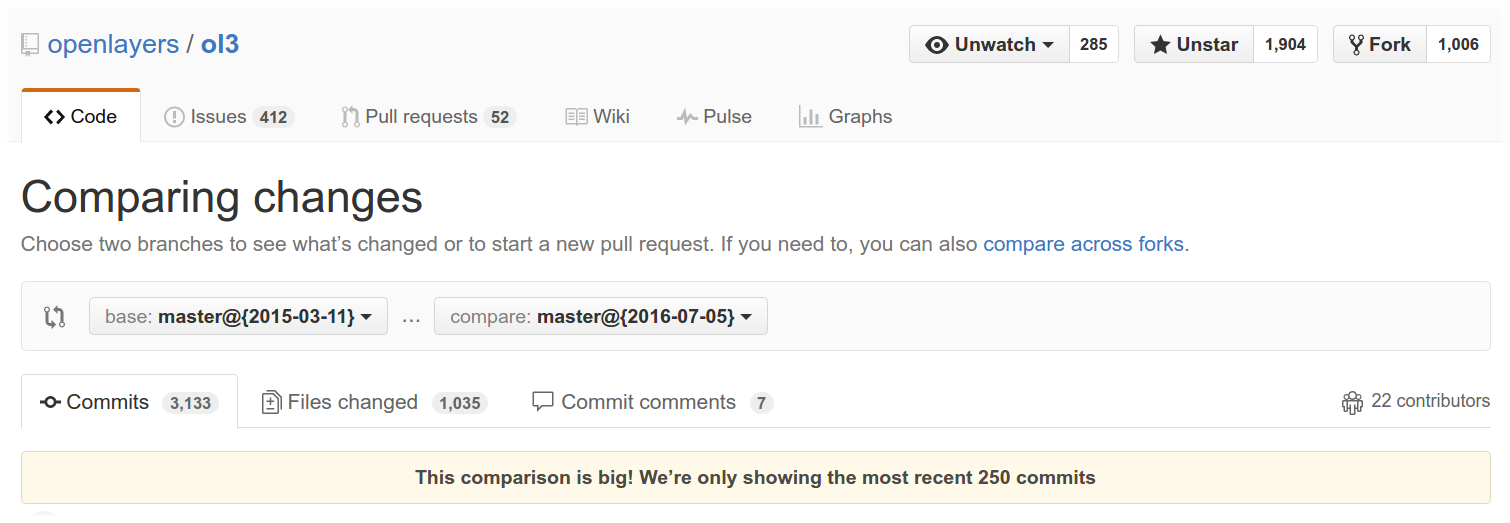 openlayers / ol3 Unwatch 285 Unstar 1,904 Fork 1,006
Code Issues 412 Pull requests 52 Wiki Pulse Graphs
Comparing changes
Choose two branches to see what’s changed or to start a new pull request. If you need to, you can also compare across forks.
base: master@{2015-03-11} ... compare: master@{2016-07-05}
Commits 3,133 Files changed 1,035 Commit comments 7 22 contributors
This comparison is big! We’re only showing the most recent 250 commits